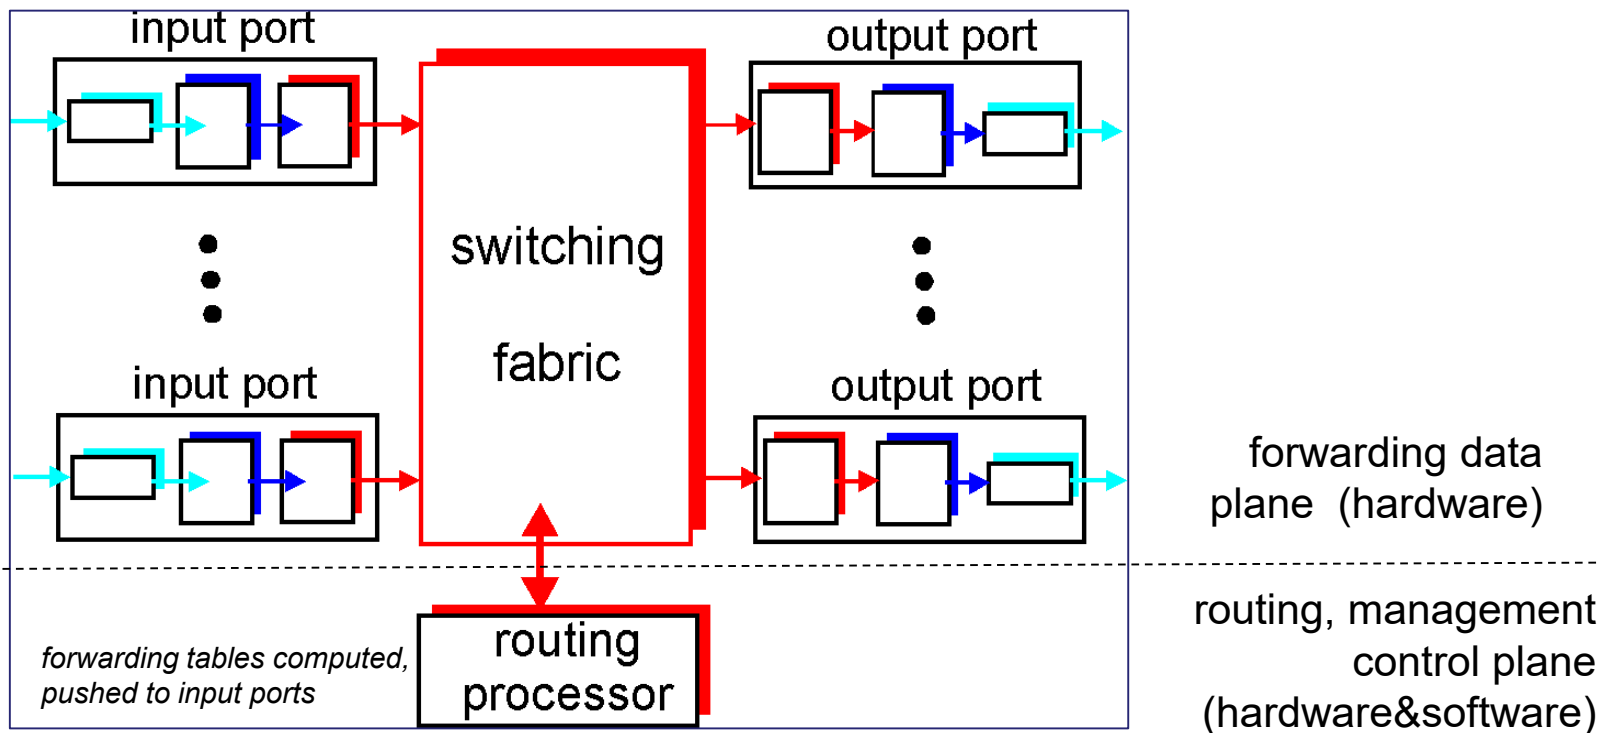 input port
output port
switching
fabric
input port
output port
forwarding data
plane (hardware)
routing, management
control plane
(hardware&software)
routing
processor
forwarding tables computed,
pushed to input ports